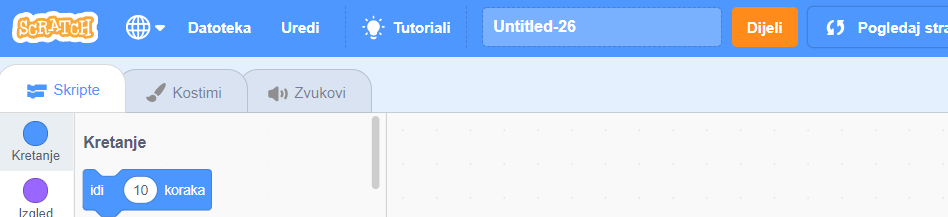 SCRATCH Datoteka Uredi Tutoriali Untitled-26 Dijeli Pogledaj stra
Skripte Kostimi Zvukovi
Kretanje
Kretanje
idi 10 koraka
Izgled